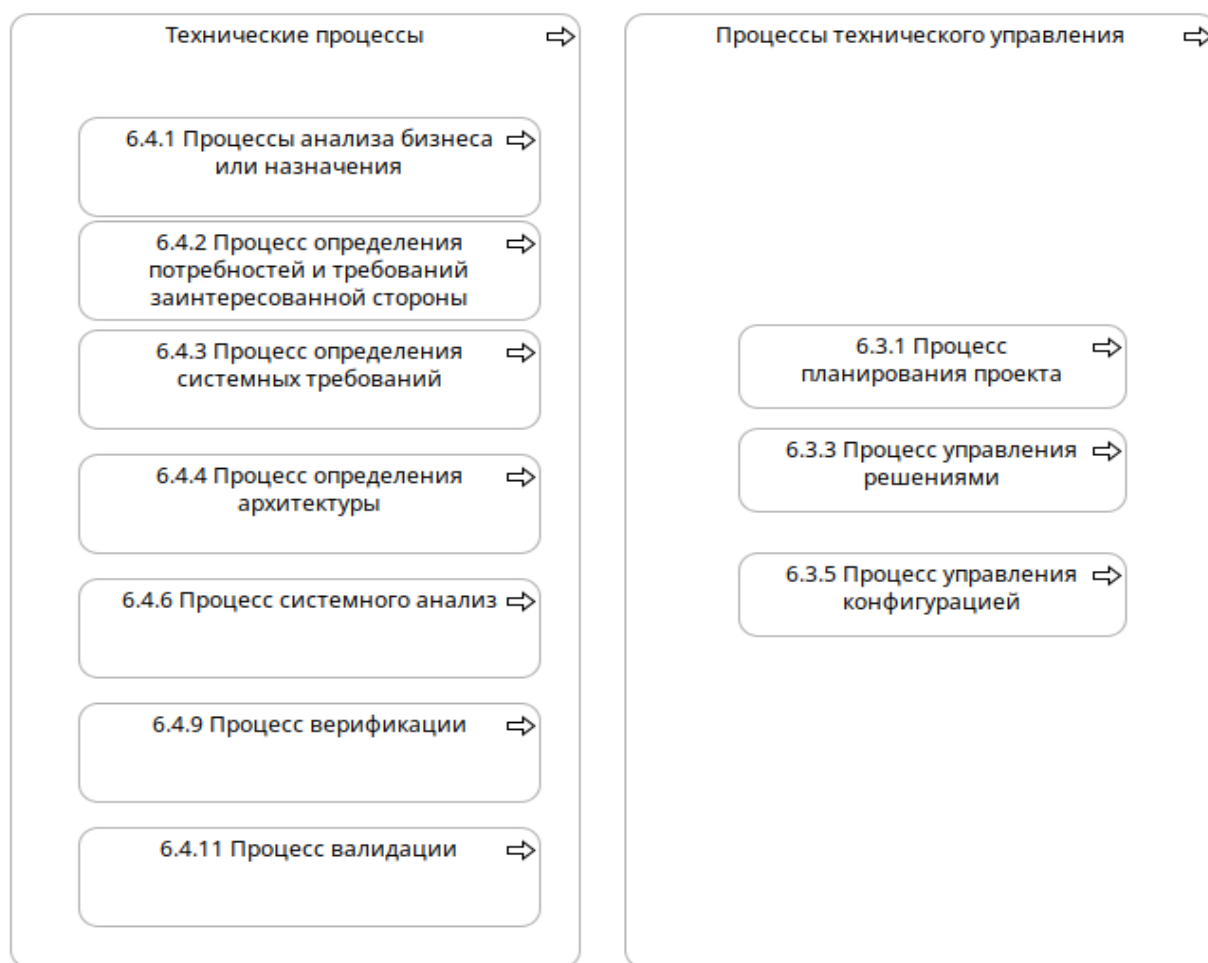 Технические процессы
6.4.1 Процессы анализа бизнеса
или назначения
6.4.2 Процесс определения
потребностей и требований
заинтересованной стороны
6.4.3 Процесс определения
системных требований
6.4.4 Процесс определения
архитектуры
6.4.6 Процесс системного анализ
6.4.9 Процесс верификации
6.4.11 Процесс валидации
Процессы технического управления
6.3.1 Процесс
планирования проекта
6.3.3 Процесс управления
решениями
6.3.5 Процесс управления
конфигурацией